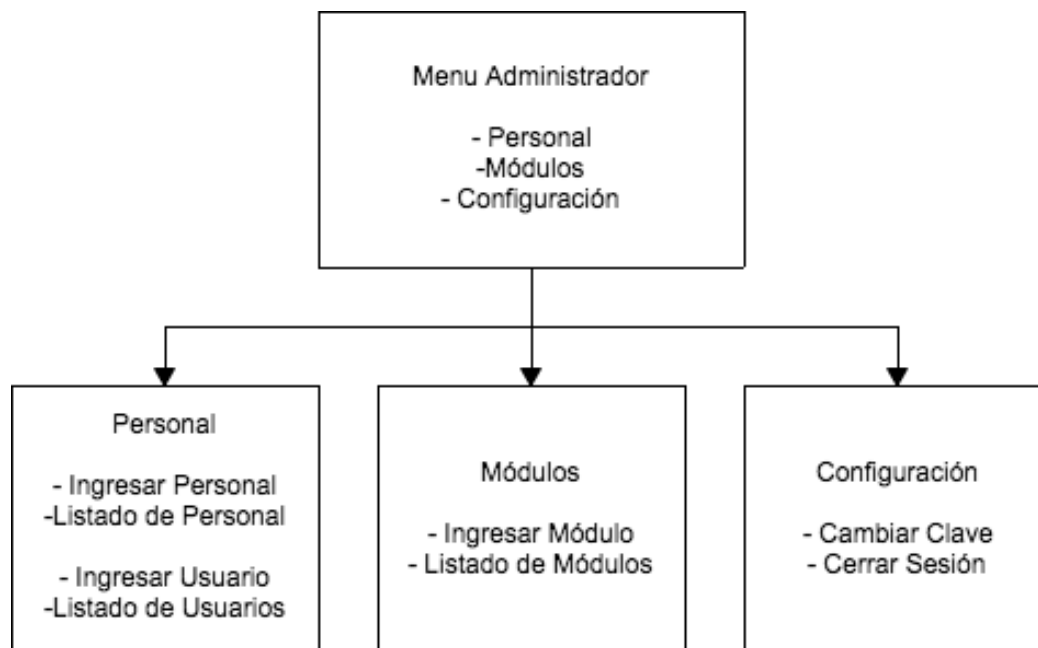 Menu Administrador
- Personal
-Módulos
- Configuración
Personal
- Ingresar Personal
-Listado de Personal
- Ingresar Usuario
-Listado de Usuarios
Módulos
- Ingresar Módulo
- Listado de Módulos
Configuración
- Cambiar Clave
- Cerrar Sesión